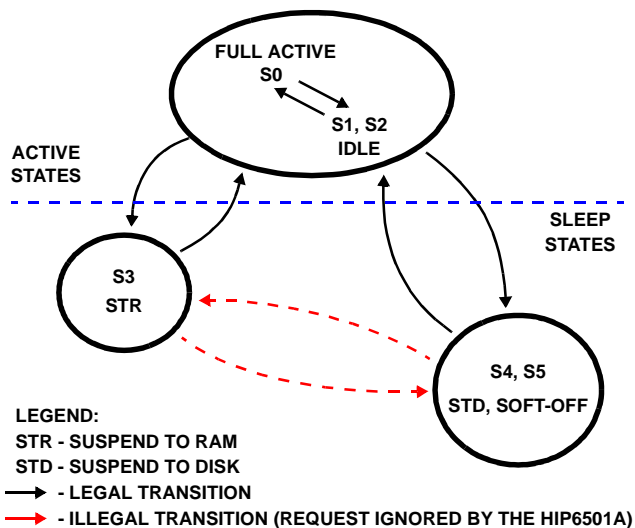 FULL ACTIVE
S0
S1, S2
IDLE
ACTIVE
STATES
SLEEP
STATES
S3
STR
S4, S5
STD, SOFT-OFF
LEGEND:
STR - SUSPEND TO RAM
STD - SUSPEND TO DISK
- LEGAL TRANSITION
- ILLEGAL TRANSITION (REQUEST IGNORED BY THE HIP6501A)